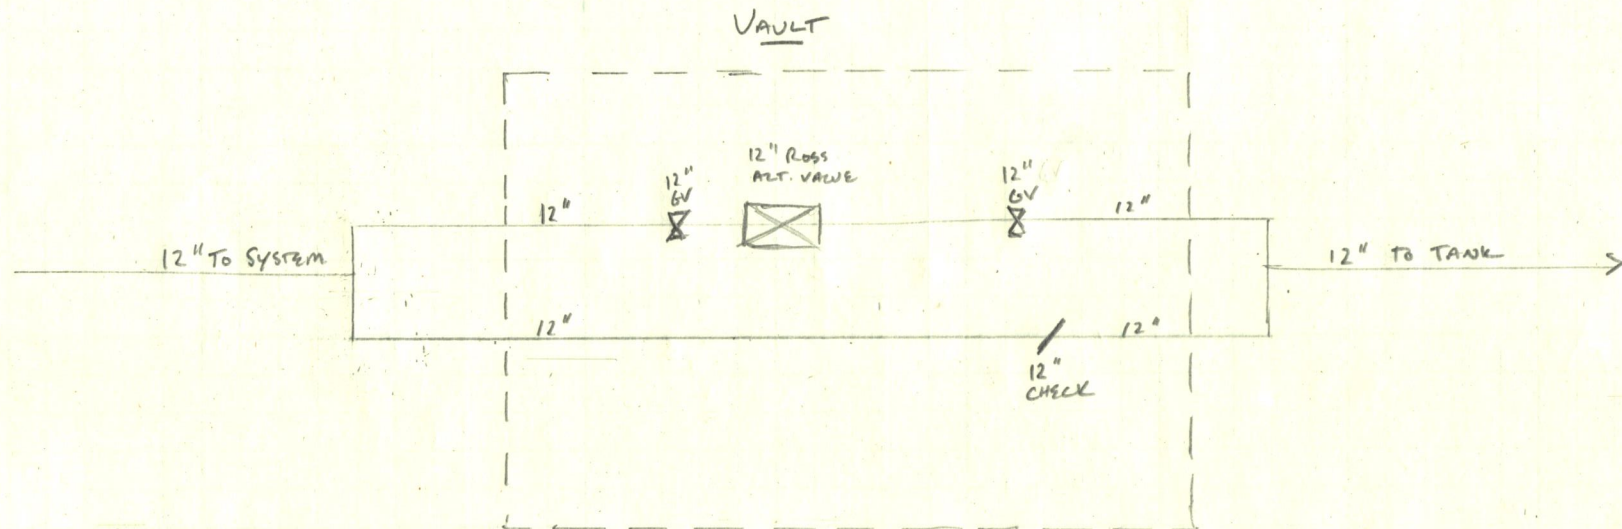 VAULT
12" ROSS
ALT. VALVE
12"
GV
12"
GV
12"
12"
12" TO SYSTEM
12" TO TANK
12"
12"
12"
CHECK